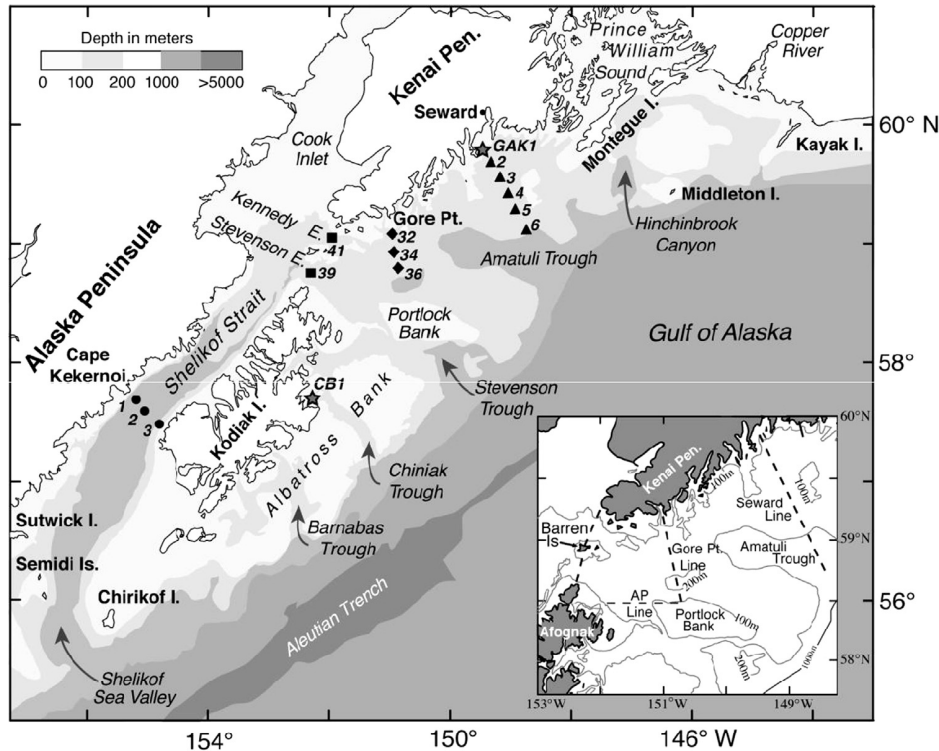 Depth in meters
0 100 200 1000 >5000
Prince
William
Sound
Copper
River
Kenai Pen.
Seward
60° N
GAK1
2
3
4
5
6
Montegue I.
Kayak I.
Middleton I.
Hinchinbrook
Canyon
Cook
Inlet
Kennedy
E.
Stevenson E.
41
39
Gore Pt.
32
34
36
Amatuli Trough
Alaska Peninsula
Shelikof Strait
Portlock
Bank
Gulf of Alaska
58°
Cape
Kekernoi
1
2
3
Kodiak I.
CB1
Stevenson
Trough
Albatross
Bank
Chiniak
Trough
Barnabas
Trough
Sutwick I.
Semidi Is.
Chirikof I.
Shelikof
Sea Valley
Aleutian Trench
56°
154°
150°
146° W
60°N
Kenai Pen.
100m
100m
Seward
Line
Barren
Is
Gore Pt.
Line
Amatuli
Trough
59°N
200m
AP
Line
Portlock
Bank
100m
Afognak
200m
1000m
58°N
153°W
151°W
149°W